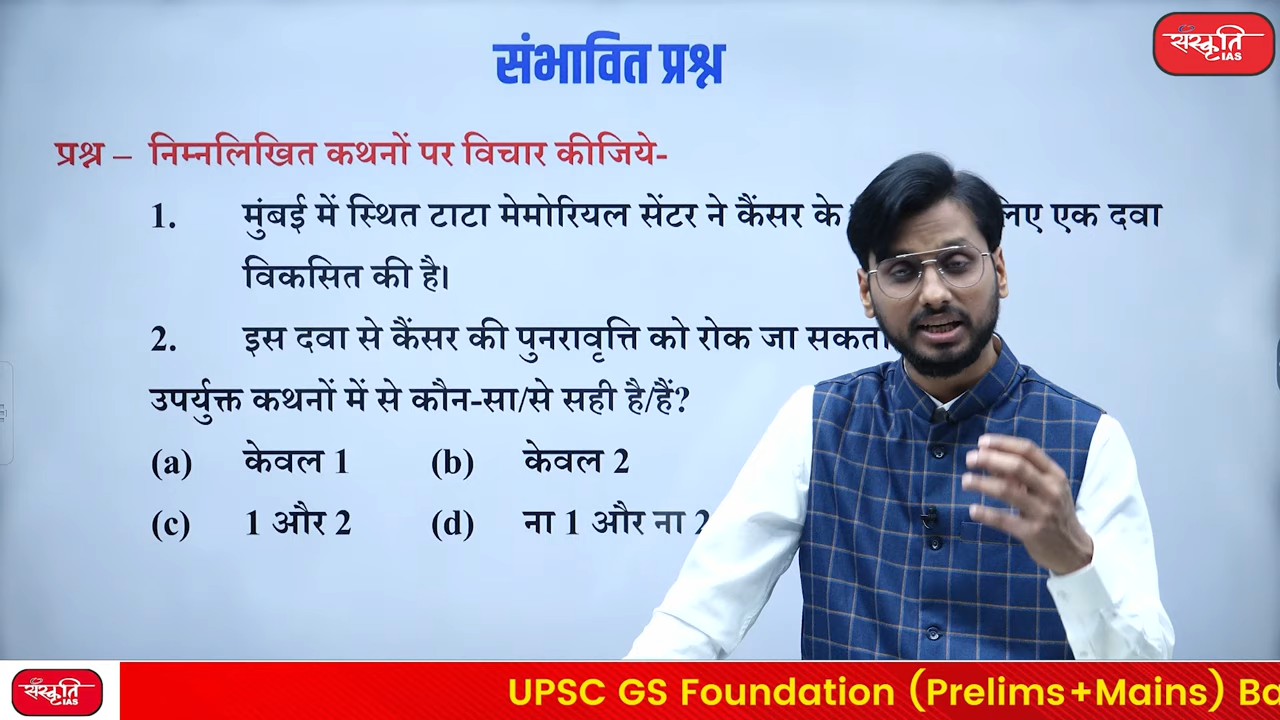 संभावित प्रश्न
संस्कृति
IAS
प्रश्न – निम्नलिखित कथनों पर विचार कीजिये-
1. मुंबई में स्थित टाटा मेमोरियल सेंटर ने कैंसर के लिए एक दवा
विकसित की है।
2. इस दवा से कैंसर की पुनरावृत्ति को रोक जा सकता
उपर्युक्त कथनों में से कौन-सा/से सही है/हैं?
(a) केवल 1 (b) केवल 2
(c) 1 और 2 (d) ना 1 और ना 2
संस्कृति
IAS
UPSC GS Foundation (Prelims+Mains) Ba